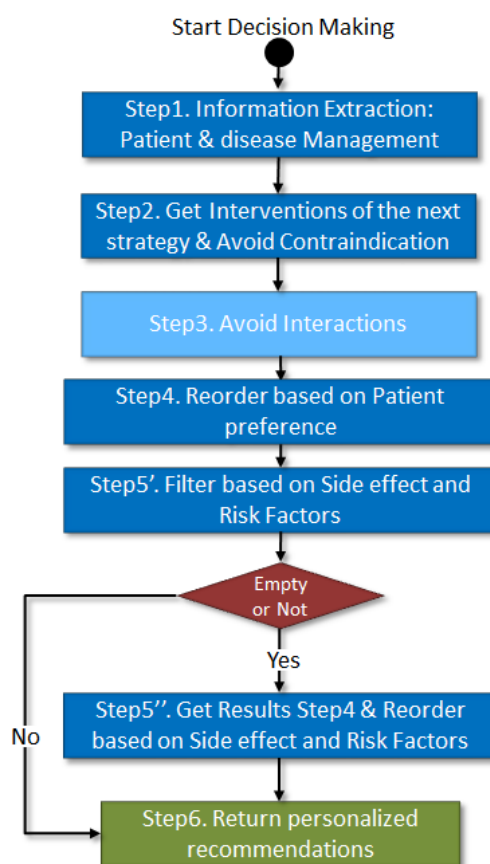 Start Decision Making
Step1. Information Extraction:
Patient & disease Management
Step2. Get Interventions of the next
strategy & Avoid Contraindication
Step3. Avoid Interactions
Step4. Reorder based on Patient
preference
Step5'. Filter based on Side effect and
Risk Factors
Empty
or Not
Yes
Step5''. Get Results Step4 & Reorder
based on Side effect and Risk Factors
No
Step6. Return personalized
recommendations